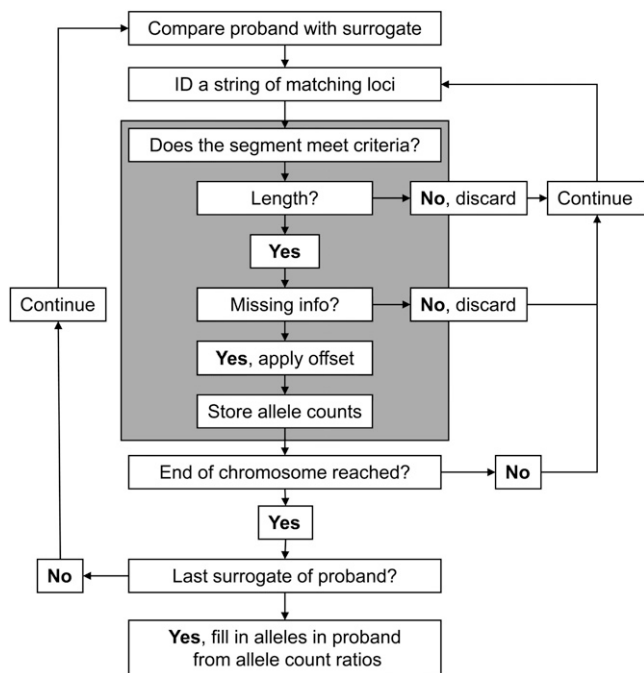 Compare proband with surrogate
ID a string of matching loci
Does the segment meet criteria?
Length?
No, discard
Continue
Yes
Missing info?
No, discard
Continue
Yes, apply offset
Store allele counts
End of chromosome reached?
No
Yes
No
Last surrogate of proband?
Yes, fill in alleles in proband
from allele count ratios